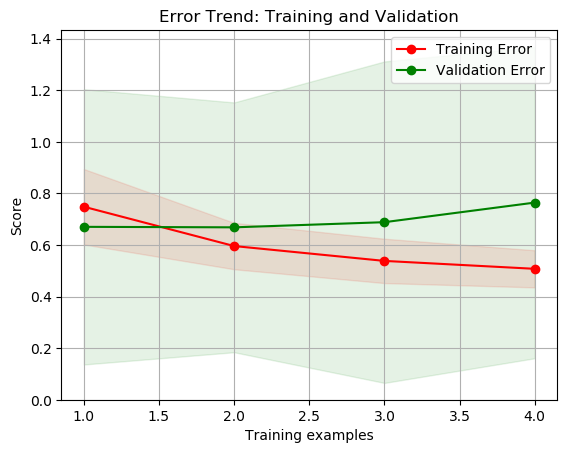 Error Trend: Training and Validation
Training Error
Validation Error
Score
1.4
1.2
1.0
0.8
0.6
0.4
0.2
0.0
1.0 1.5 2.0 2.5 3.0 3.5 4.0
Training examples